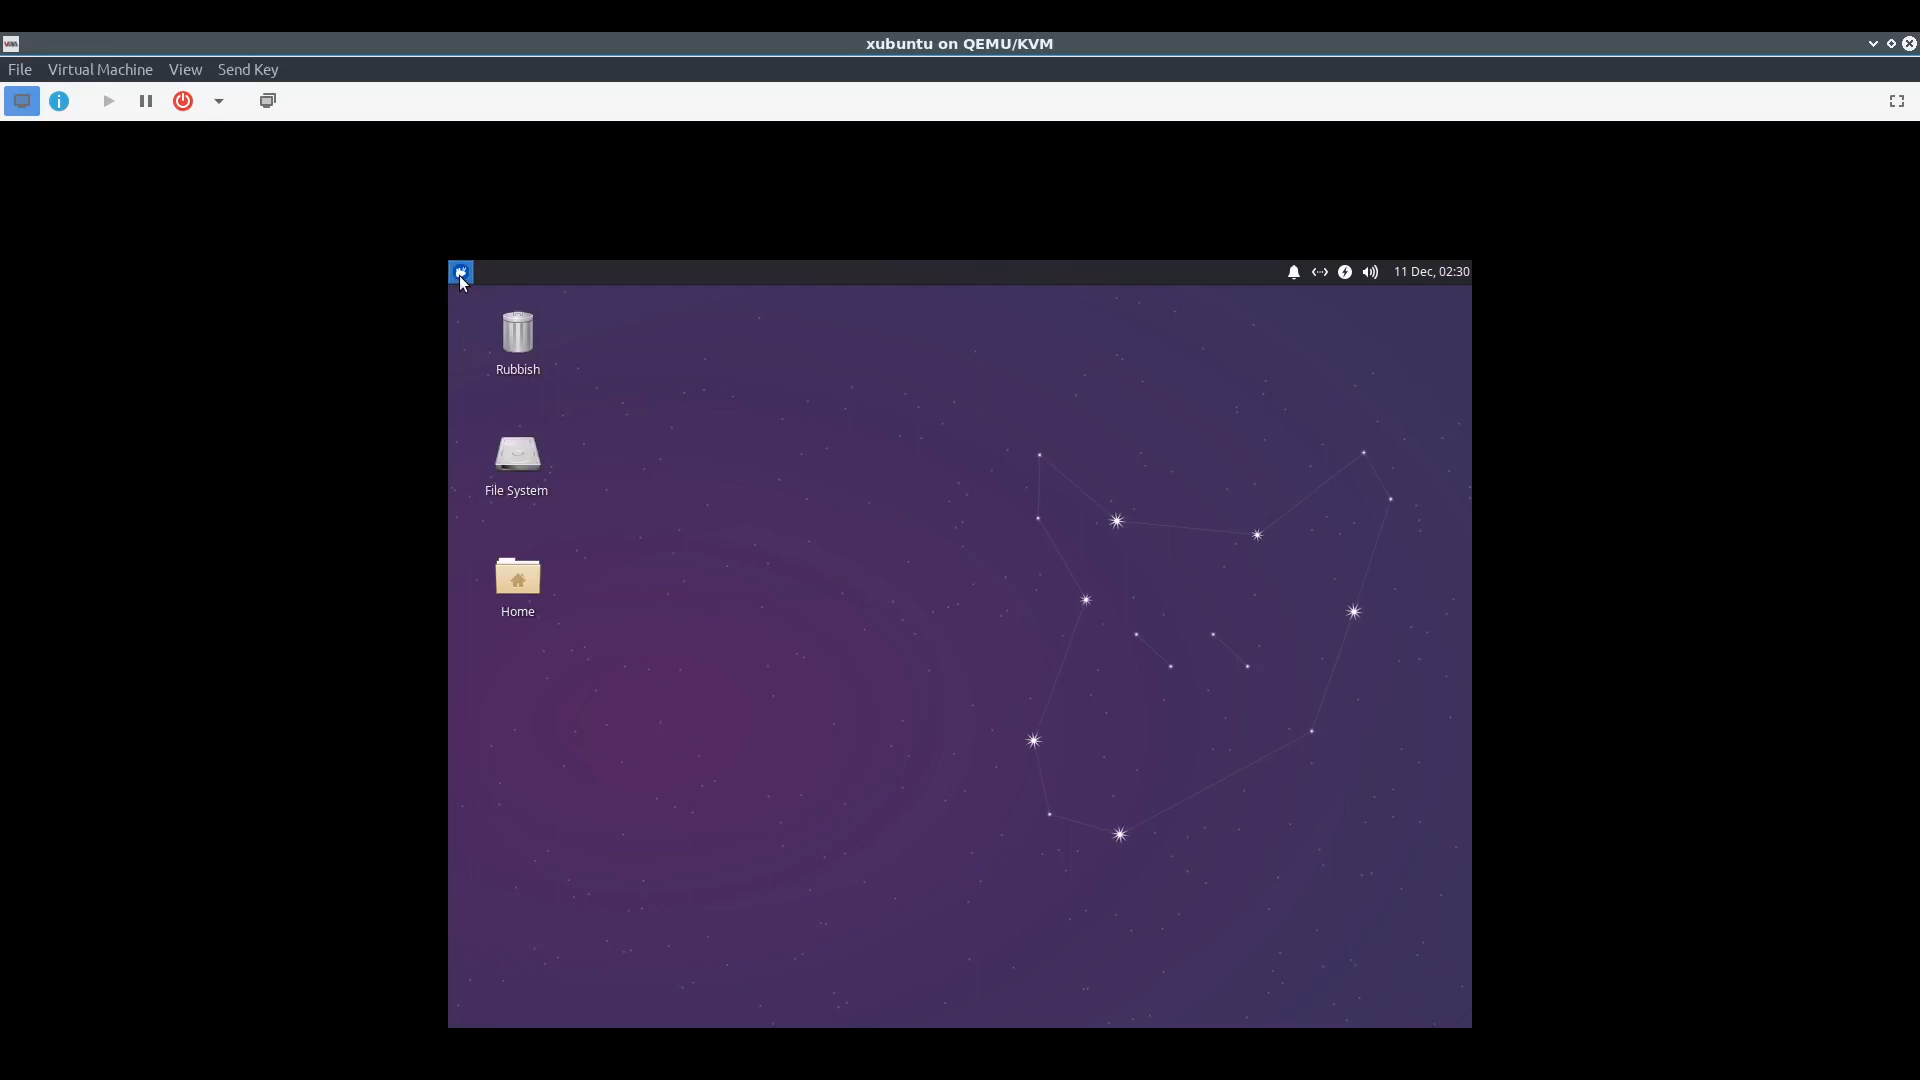 xubuntu on QEMU/KVM
File Virtual Machine View Send Key
11 Dec, 02:30
Rubbish
File System
Home